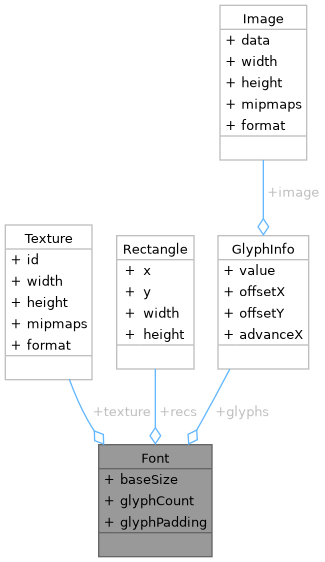 Image
+ data
+ width
+ height
+ mipmaps
+ format
+image
Texture
+ id
+ width
+ height
+ mipmaps
+ format
Rectangle
+ x
+ y
+ width
+ height
GlyphInfo
+ value
+ offsetX
+ offsetY
+ advanceX
+texture
+recs
+glyphs
Font
+ baseSize
+ glyphCount
+ glyphPadding